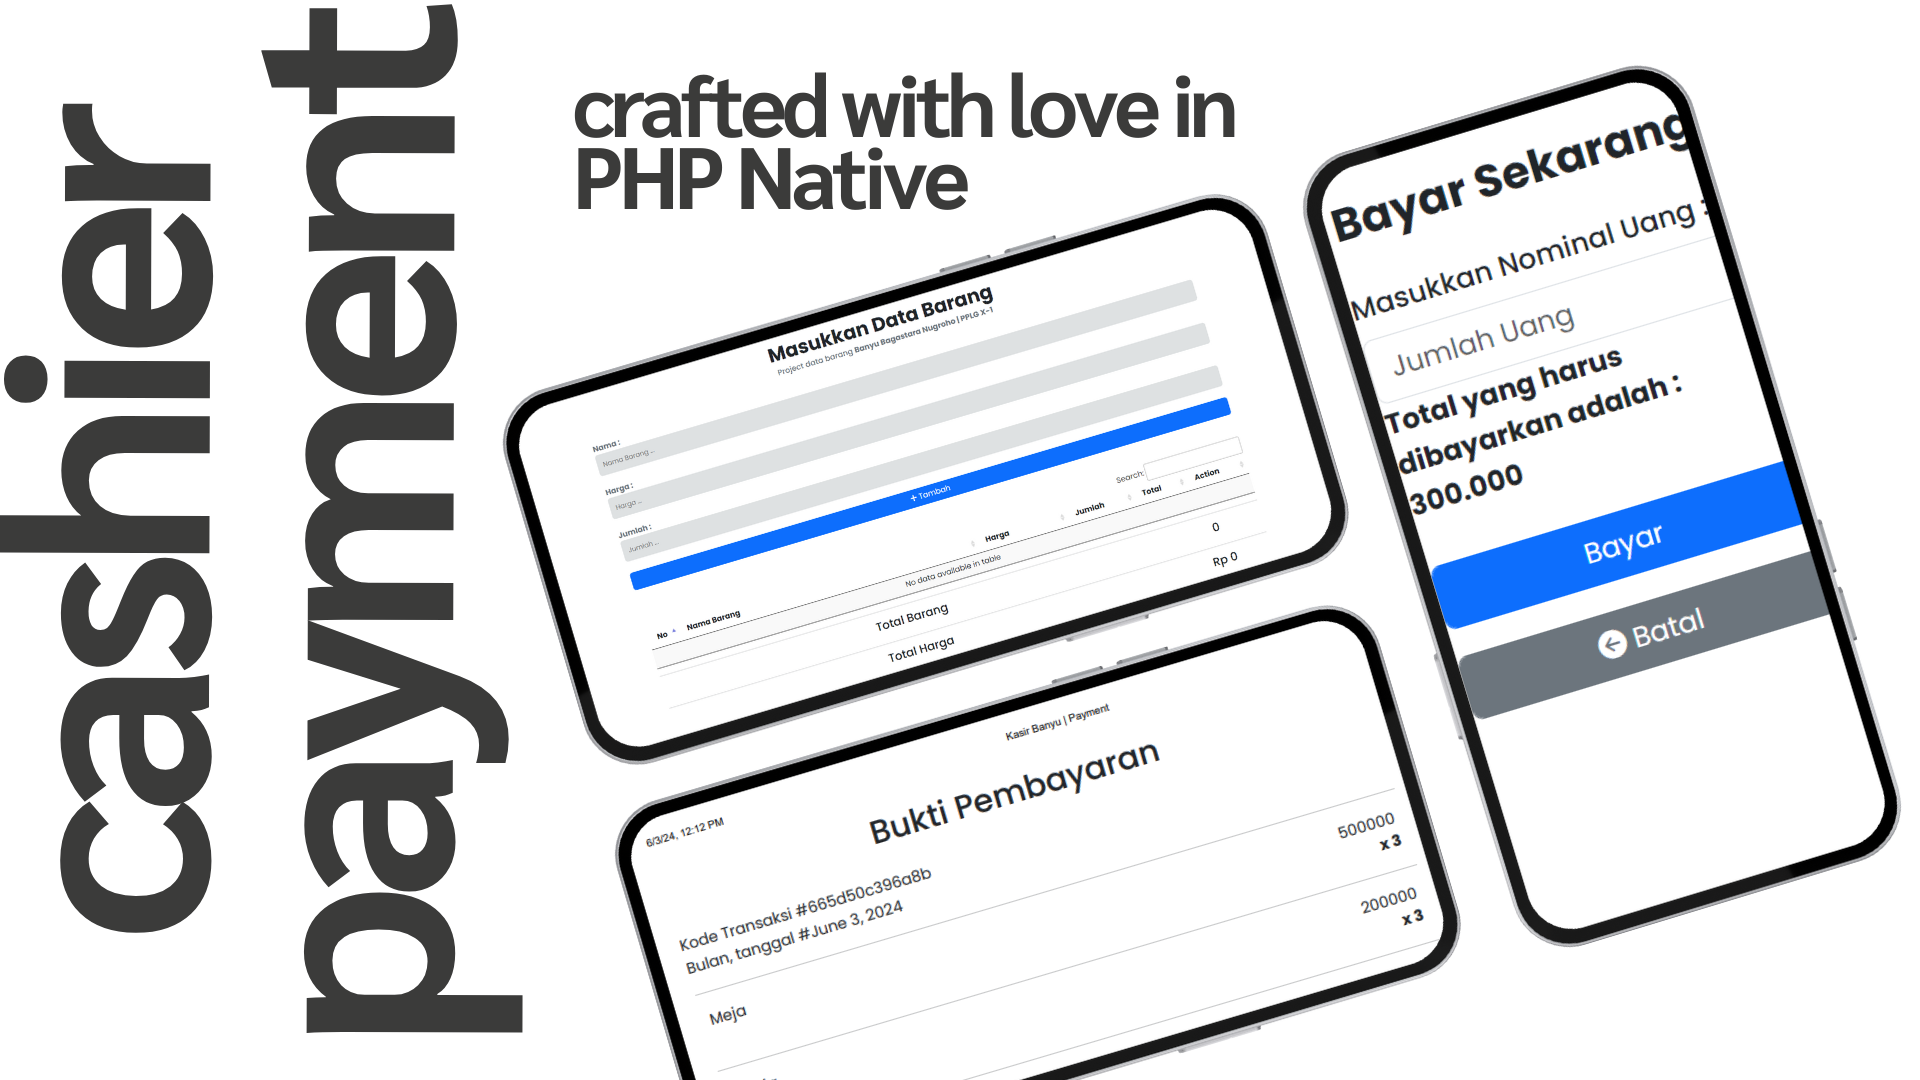 cashier
payment
crafted with love in
PHP Native
Masukkan Data Barang
Project data barang Banyu Bagastara Nugroho | PPLG X-1
Nama :
Nama Barang ...
Harga :
Harga ...
Jumlah :
Jumlah ...
+ Tambah
Search:
No Nama Barang Harga Jumlah Total Action
No data available in table
Total Barang 0
Total Harga Rp 0
Bayar Sekarang
Masukkan Nominal Uang :
Jumlah Uang
Total yang harus
dibayarkan adalah :
300.000
Bayar
Batal
6/3/24, 12:12 PM
Kasir Banyu | Payment
Bukti Pembayaran
Kode Transaksi #665d50c396a8b
Bulan, tanggal #June 3, 2024
500000
Meja x 3
200000
x 3